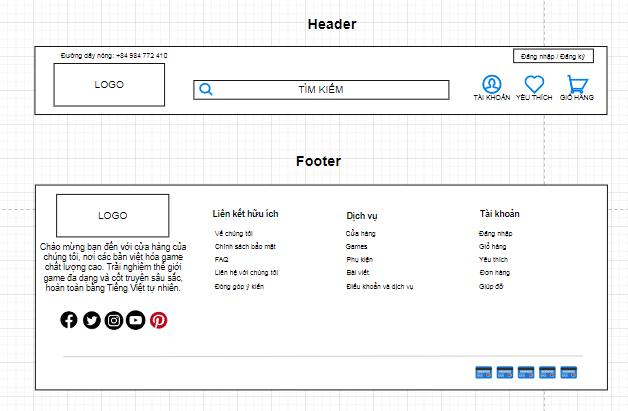 Header
Đường dây nóng: +84 984 772 410
Đăng nhập / Đăng ký
LOGO
TÌM KIẾM
TÀI KHOẢN
YÊU THÍCH
GIỎ HÀNG
Footer
LOGO
Chào mừng bạn đến với cửa hàng của
chúng tôi, nơi các bản việt hóa game
chất lượng cao. Trải nghiệm thế giới
game đa dạng và cốt truyện sâu sắc,
hoàn toàn bằng Tiếng Việt tự nhiên.
Liên kết hữu ích
Về chúng tôi
Chính sách bảo mật
FAQ
Liên hệ với chúng tôi
Đóng góp ý kiến
Dịch vụ
Cửa hàng
Games
Phụ kiện
Bài viết
Điều khoản và dịch vụ
Tài khoản
Đăng nhập
Giỏ hàng
Yêu thích
Đơn hàng
Giúp đỡ